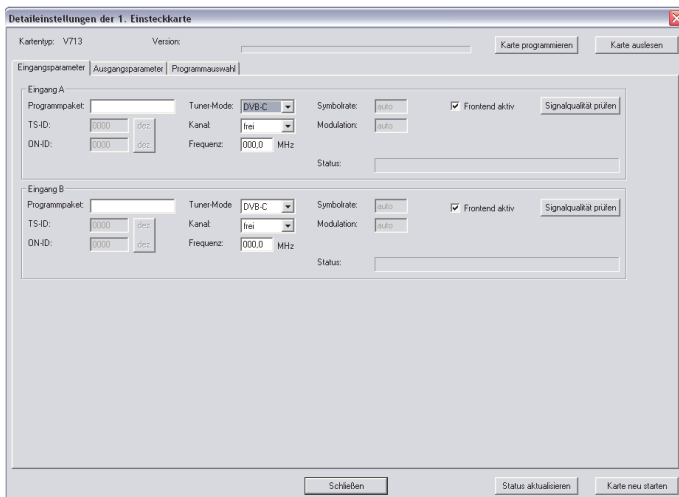 Detaileinstellungen der 1. Einsteckkarte
Kartentyp: V713 Version: Karte programmieren Karte auslesen
Eingangsparameter Ausgangsparameter Programmauswahl
Eingang A
Programmpaket: Tuner-Mode: DVB-C Symbolrate: auto Frontend aktiv Signalqualität prüfen
TS-ID: 0000 dez. Kanal: frei Modulation: auto
ON-ID: 0000 dez. Frequenz: 000,0 MHz
Status:
Eingang B
Programmpaket: Tuner-Mode DVB-C Symbolrate: auto Frontend aktiv Signalqualität prüfen
TS-ID: 0000 dez. Kanal: frei Modulation: auto
ON-ID: 0000 dez. Frequenz: 000,0 MHz
Status:
Schließen Status aktualisieren Karte neu starten